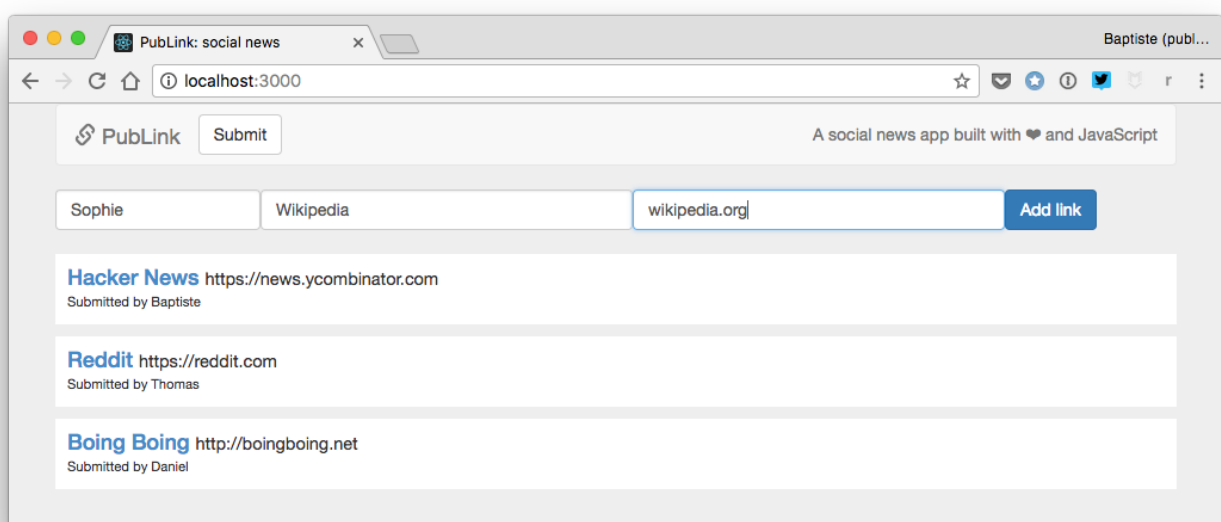 PubLink: social news
Baptiste (publ…
localhost:3000
r
PubLink Submit A social news app built with ❤ and JavaScript
Sophie Wikipedia wikipedia.org Add link
Hacker News https://news.ycombinator.com
Submitted by Baptiste
Reddit https://reddit.com
Submitted by Thomas
Boing Boing http://boingboing.net
Submitted by Daniel